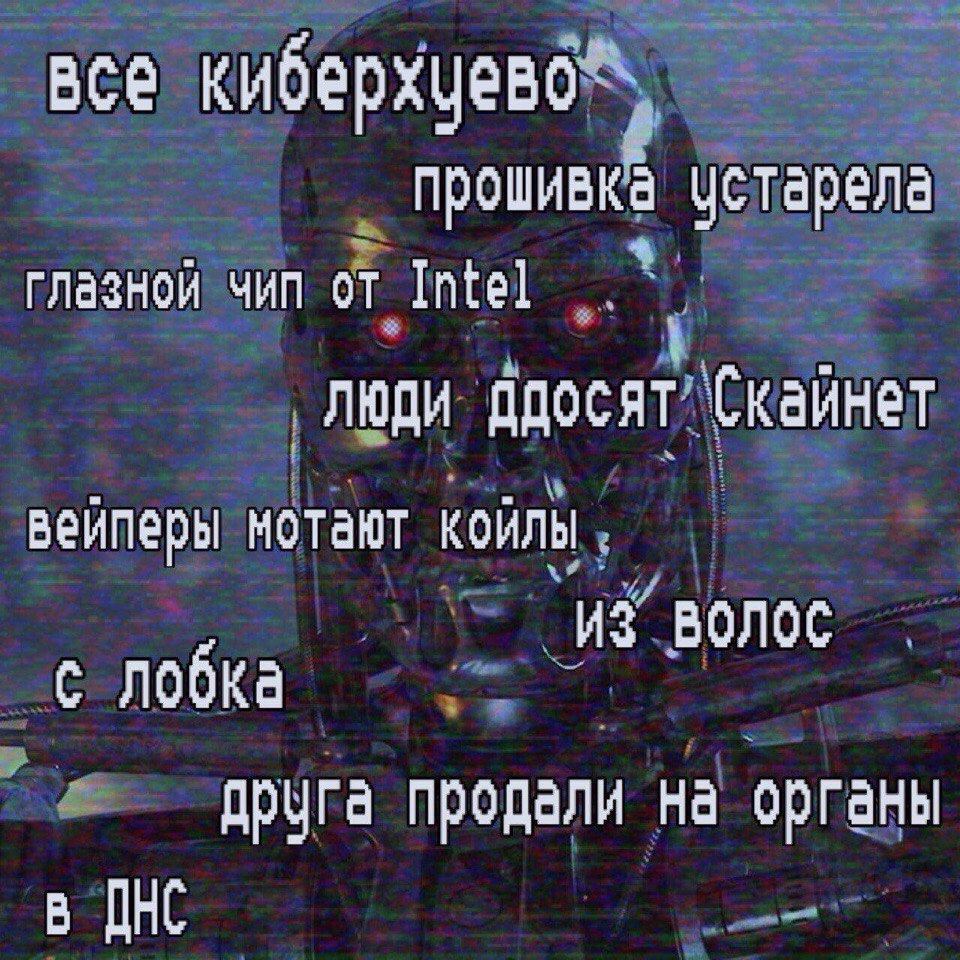 все киберхуево
прошивка устарела
глазной чип от Intel
люди ддосят Скайнет
вейперы мотают койлы
из волос
с лобка
друга продали на органы
в ДНС